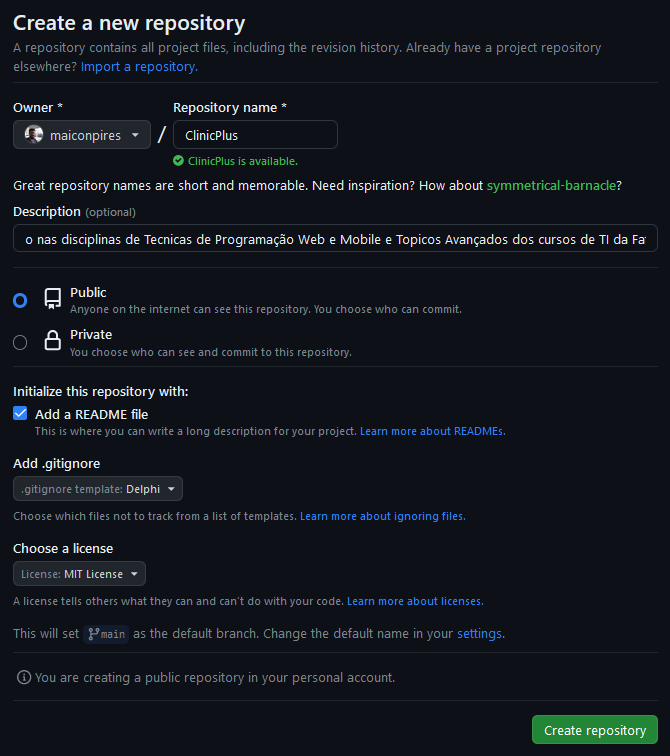 Create a new repository
A repository contains all project files, including the revision history. Already have a project repository
elsewhere? Import a repository.
Owner *
Repository name *
maiconpires / ClinicPlus
ClinicPlus is available.
Great repository names are short and memorable. Need inspiration? How about symmetrical-barnacle?
Description (optional)
o nas disciplinas de Tecnicas de Programação Web e Mobile e Topicos Avançados dos cursos de TI da Fa
Public
Anyone on the internet can see this repository. You choose who can commit.
Private
You choose who can see and commit to this repository.
Initialize this repository with:
Add a README file
This is where you can write a long description for your project. Learn more about READMEs.
Add .gitignore
.gitignore template: Delphi
Choose which files not to track from a list of templates. Learn more about ignoring files.
Choose a license
License: MIT License
A license tells others what they can and can't do with your code. Learn more about licenses.
This will set main as the default branch. Change the default name in your settings.
You are creating a public repository in your personal account.
Create repository